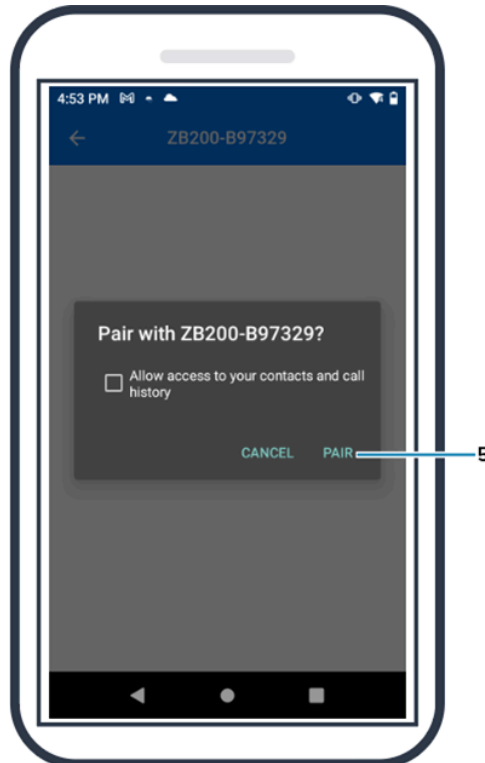 4:53 PM
ZB200-B97329
Pair with ZB200-B97329?
Allow access to your contacts and call
history
CANCEL PAIR
5